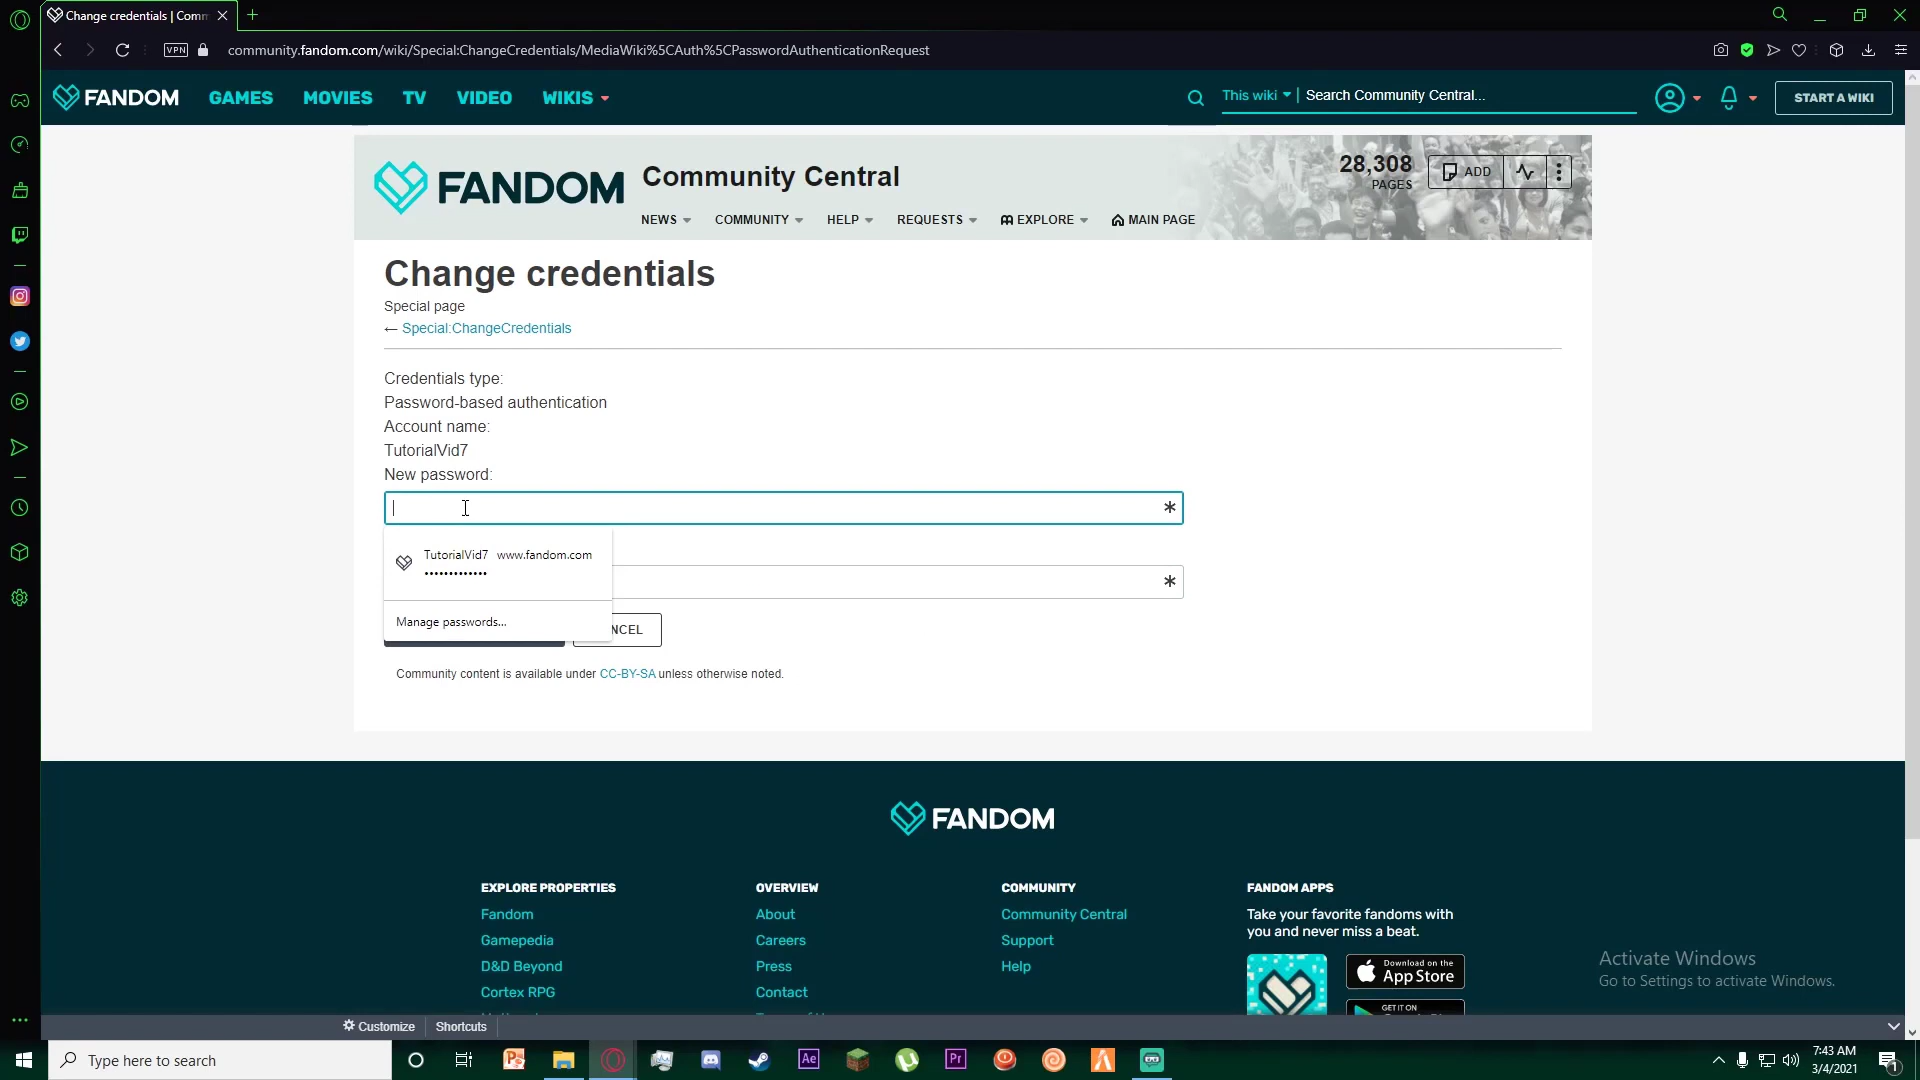 Change credentials | Comm
VPN
community.fandom.com/wiki/Special:ChangeCredentials/MediaWiki%5CAuth%5CPasswordAuthenticationRequest
FANDOM
GAMES
MOVIES
TV
VIDEO
WIKIS
This wiki
Search Community Central...
START A WIKI
FANDOM
Community Central
28,308
PAGES
ADD
NEWS
COMMUNITY
HELP
REQUESTS
EXPLORE
MAIN PAGE
Change credentials
Special page
← Special:ChangeCredentials
Credentials type:
Password-based authentication
Account name:
TutorialVid7
New password:
TutorialVid7 www.fandom.com
•••••••••••••
Manage passwords...
NCEL
Community content is available under CC-BY-SA unless otherwise noted.
FANDOM
EXPLORE PROPERTIES
Fandom
Gamepedia
D&D Beyond
Cortex RPG
OVERVIEW
About
Careers
Press
Contact
COMMUNITY
Community Central
Support
Help
FANDOM APPS
Take your favorite fandoms with
you and never miss a beat.
Download on the
App Store
GET IT ON
Activate Windows
Go to Settings to activate Windows.
Customize
Shortcuts
Type here to search
Ae
Pr
7:43 AM
3/4/2021
1